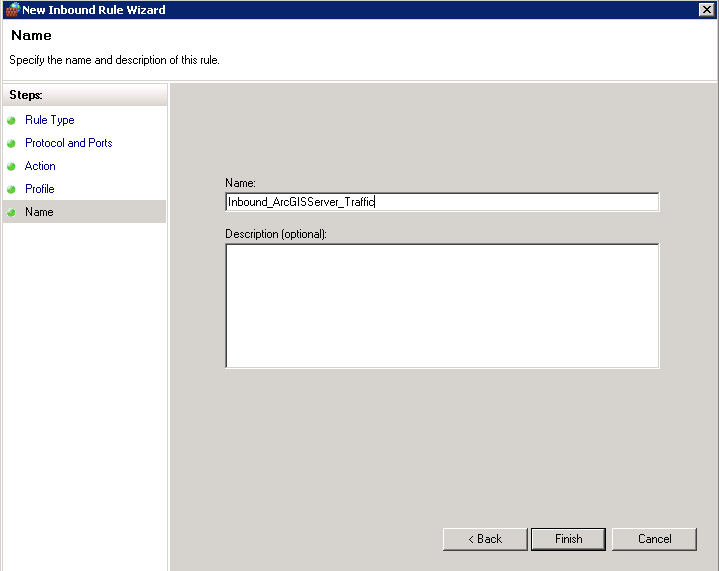 New Inbound Rule Wizard
Name
Specify the name and description of this rule.
Steps:
Rule Type
Protocol and Ports
Action
Profile
Name
Name:
Inbound_ArcGISServer_Traffic
Description (optional):
< Back
Finish
Cancel